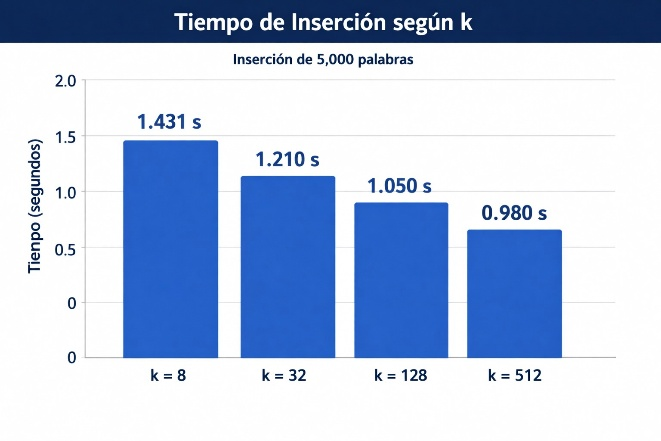 Tiempo de Inserción según k
Inserción de 5,000 palabras
Tienpo (segundos)
2.0
1.5
1.0
0.5
0
0
1.431 s
1.210 s
1.050 s
0.980 s
k = 8
k = 32
k = 128
k = 512